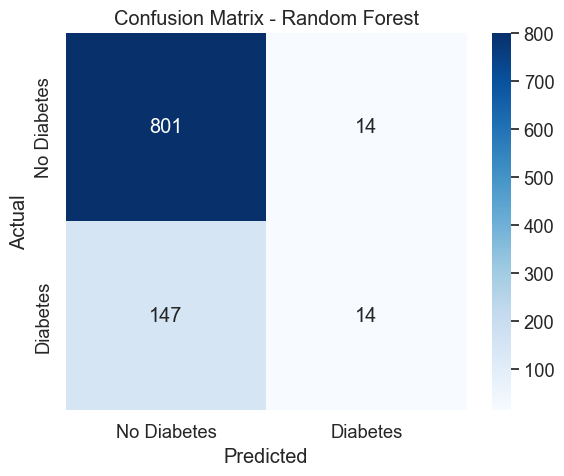 Confusion Matrix - Random Forest
Actual
No Diabetes
Diabetes
801
14
147
14
No Diabetes
Diabetes
Predicted
800
700
600
500
400
300
200
100